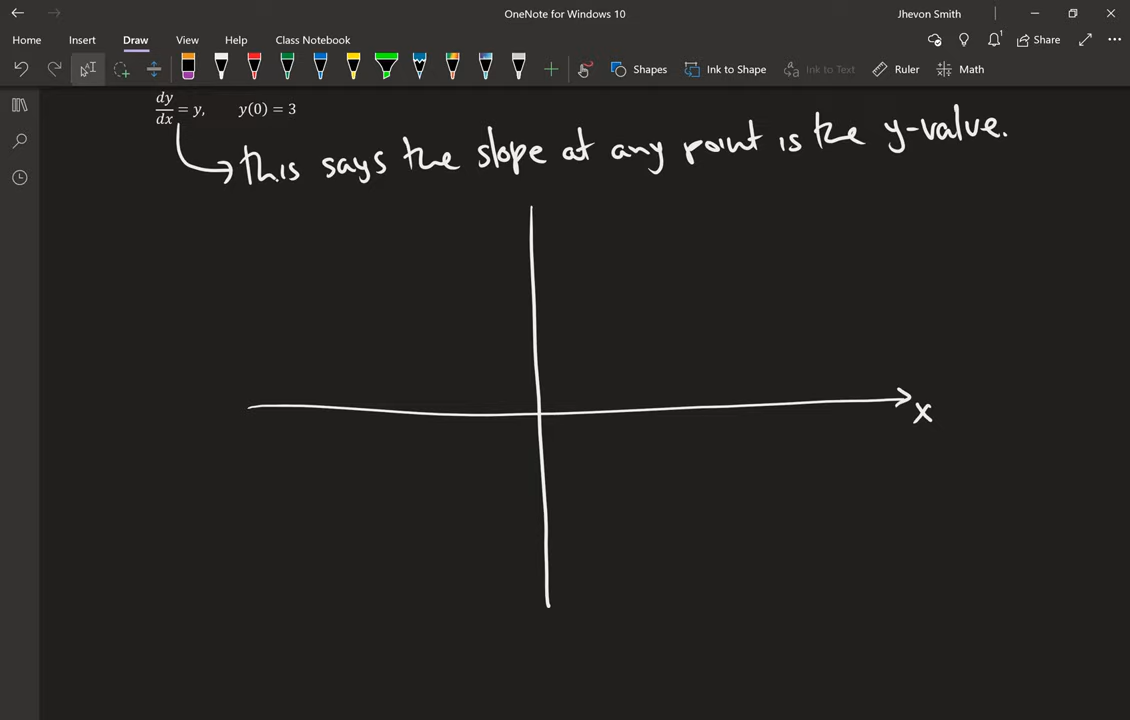 OneNote for Windows 10
Jhevon Smith
Home Insert Draw View Help Class Notebook
1 Share
Shapes Ink to Shape Ink to Text Ruler Math
dy/dx = y, y(0) = 3
this says the slope at any point is the y-value.
x